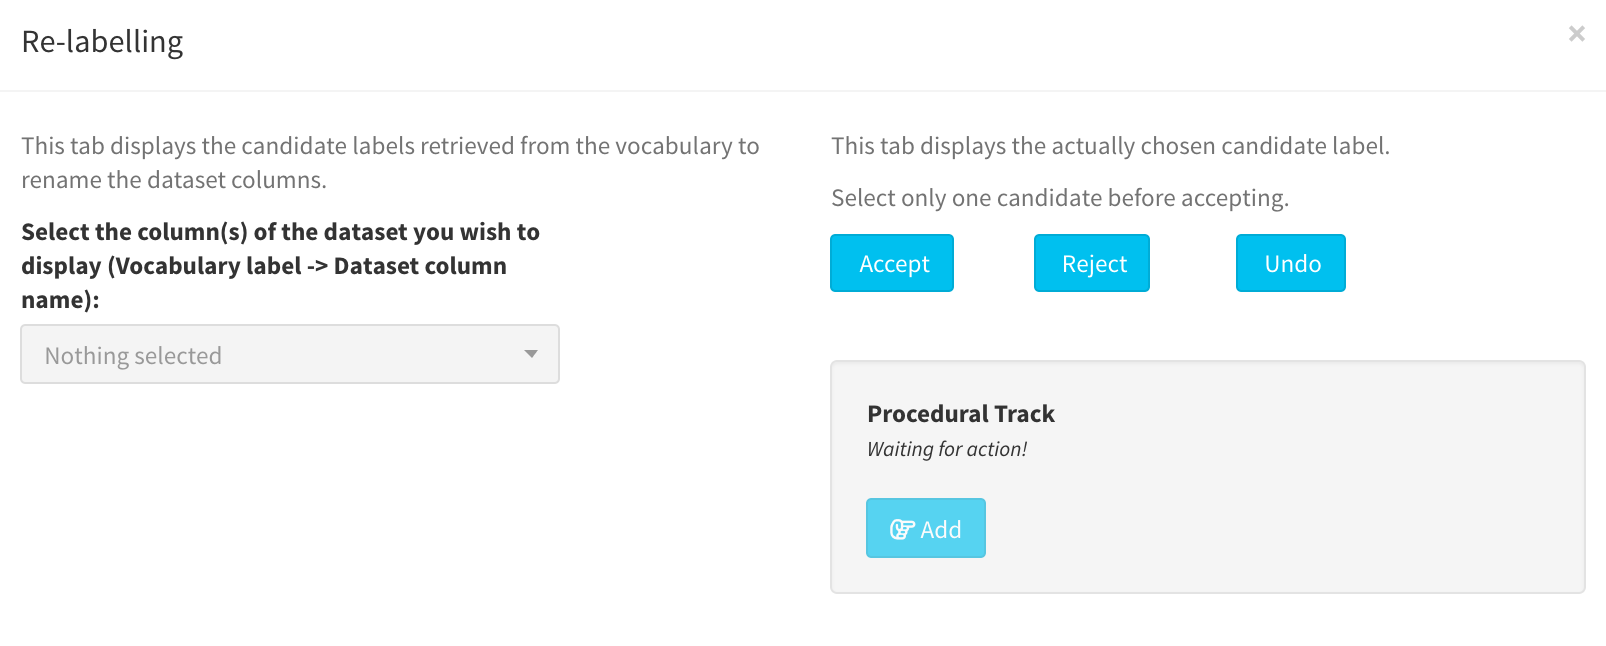 Re-labelling
×
This tab displays the candidate labels retrieved from the vocabulary to
rename the dataset columns.
Select the column(s) of the dataset you wish to
display (Vocabulary label -> Dataset column
name):
Nothing selected
This tab displays the actually chosen candidate label.
Select only one candidate before accepting.
Accept
Reject
Undo
Procedural Track
Waiting for action!
Add